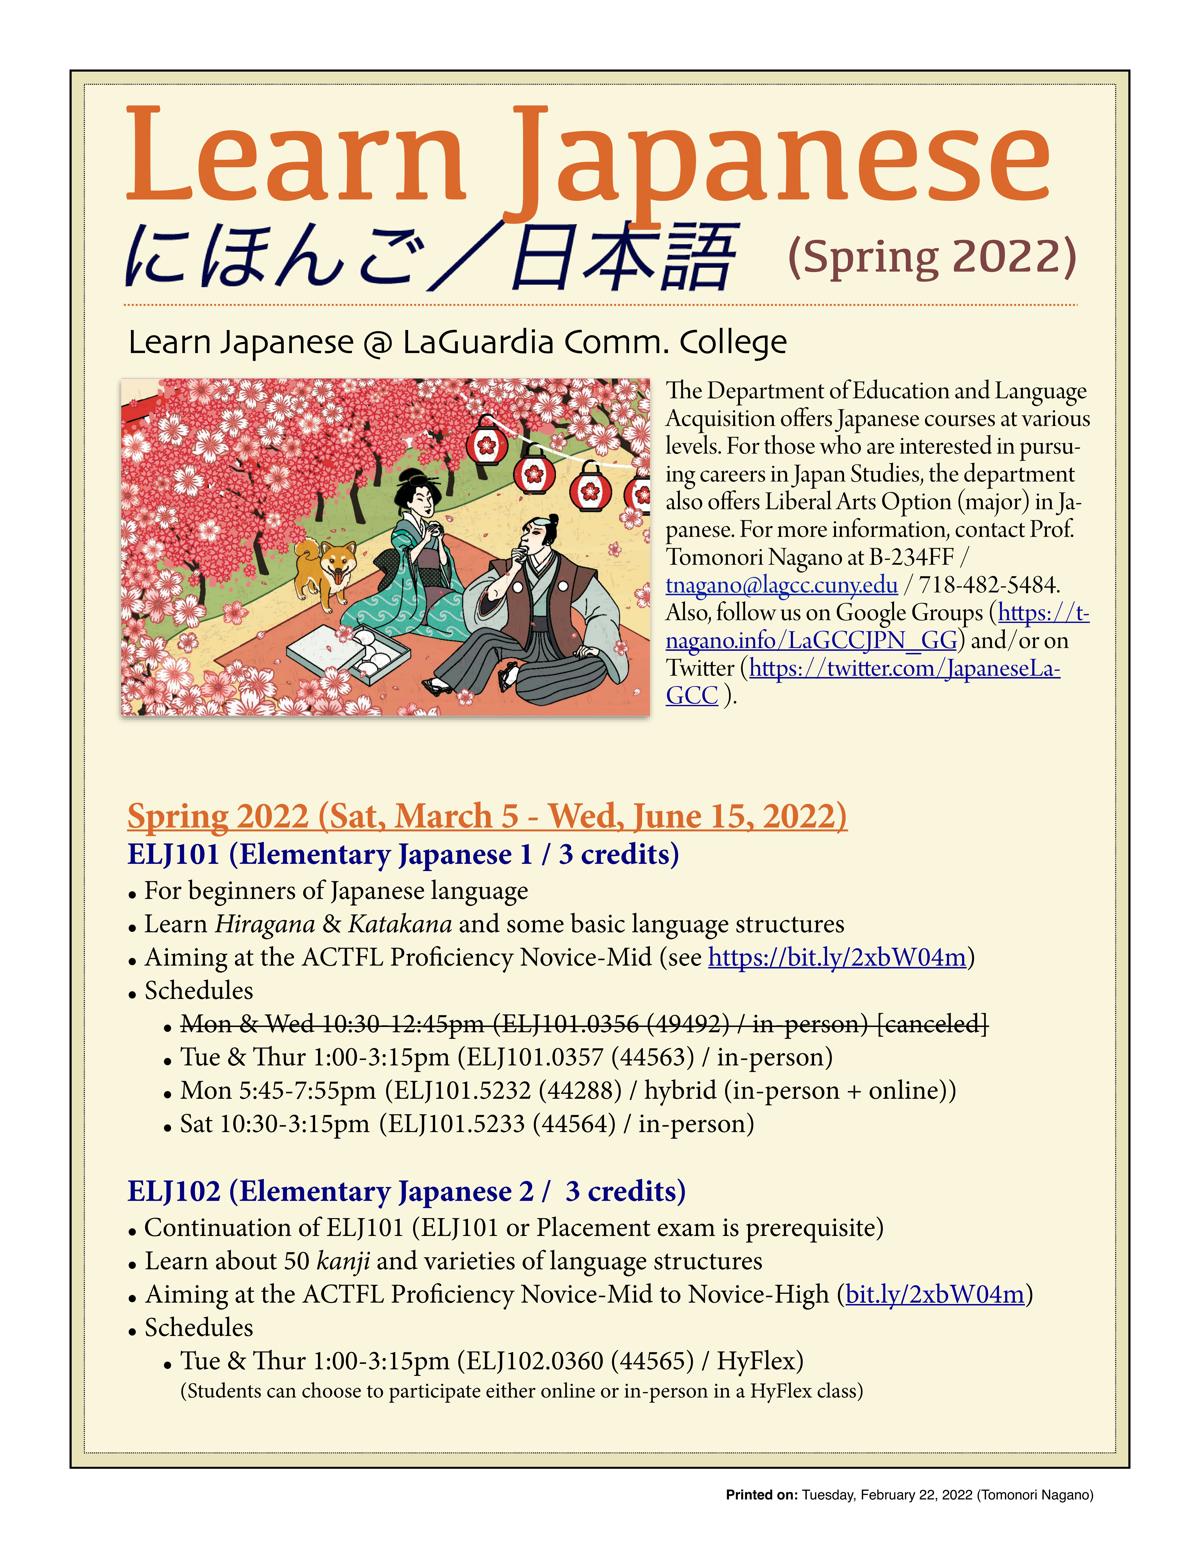 Learn Japanese
にほんご／日本語 (Spring 2022)
Learn Japanese @ LaGuardia Comm. College
The Department of Education and Language
Acquisition offers Japanese courses at various
levels. For those who are interested in pursu-
ing careers in Japan Studies, the department
also offers Liberal Arts Option (major) in Ja-
panese. For more information, contact Prof.
Tomonori Nagano at B-234FF /
tnagano@lagcc.cuny.edu / 718-482-5484.
Also, follow us on Google Groups (https://t-
nagano.info/LaGCCJPN_GG) and/or on
Twitter (https://twitter.com/JapaneseLa-
GCC ).
Spring 2022 (Sat, March 5 - Wed, June 15, 2022)
ELJ101 (Elementary Japanese 1 / 3 credits)
• For beginners of Japanese language
• Learn Hiragana & Katakana and some basic language structures
• Aiming at the ACTFL Proficiency Novice-Mid (see https://bit.ly/2xbW04m)
• Schedules
• Mon & Wed 10:30-12:45pm (ELJ101.0356 (49492) / in-person) [canceled]
• Tue & Thur 1:00-3:15pm (ELJ101.0357 (44563) / in-person)
• Mon 5:45-7:55pm (ELJ101.5232 (44288) / hybrid (in-person + online))
• Sat 10:30-3:15pm (ELJ101.5233 (44564) / in-person)
ELJ102 (Elementary Japanese 2 /  3 credits)
• Continuation of ELJ101 (ELJ101 or Placement exam is prerequisite)
• Learn about 50 kanji and varieties of language structures
• Aiming at the ACTFL Proficiency Novice-Mid to Novice-High (bit.ly/2xbW04m)
• Schedules
• Tue & Thur 1:00-3:15pm (ELJ102.0360 (44565) / HyFlex)
(Students can choose to participate either online or in-person in a HyFlex class)
Printed on: Tuesday, February 22, 2022 (Tomonori Nagano)